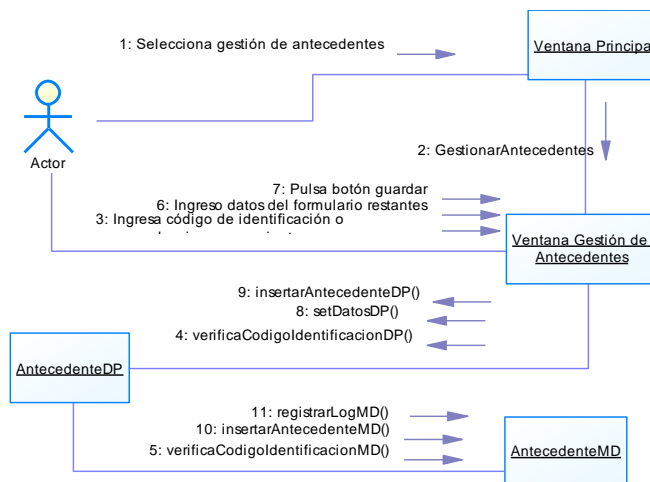 1: Selecciona gestión de antecedentes
Ventana Principa
Actor
2: GestionarAntecedentes
7: Pulsa botón guardar
6: Ingreso datos del formulario restantes
3: Ingresa código de identificación o
Ventana Gestión de
Antecedentes
9: insertarAntecedenteDP()
8: setDatosDP()
4: verificaCodigoIdentificacionDP()
AntecedenteDP
11: registrarLogMD()
10: insertarAntecedenteMD()
5: verificaCodigoIdentificacionMD()
AntecedenteMD